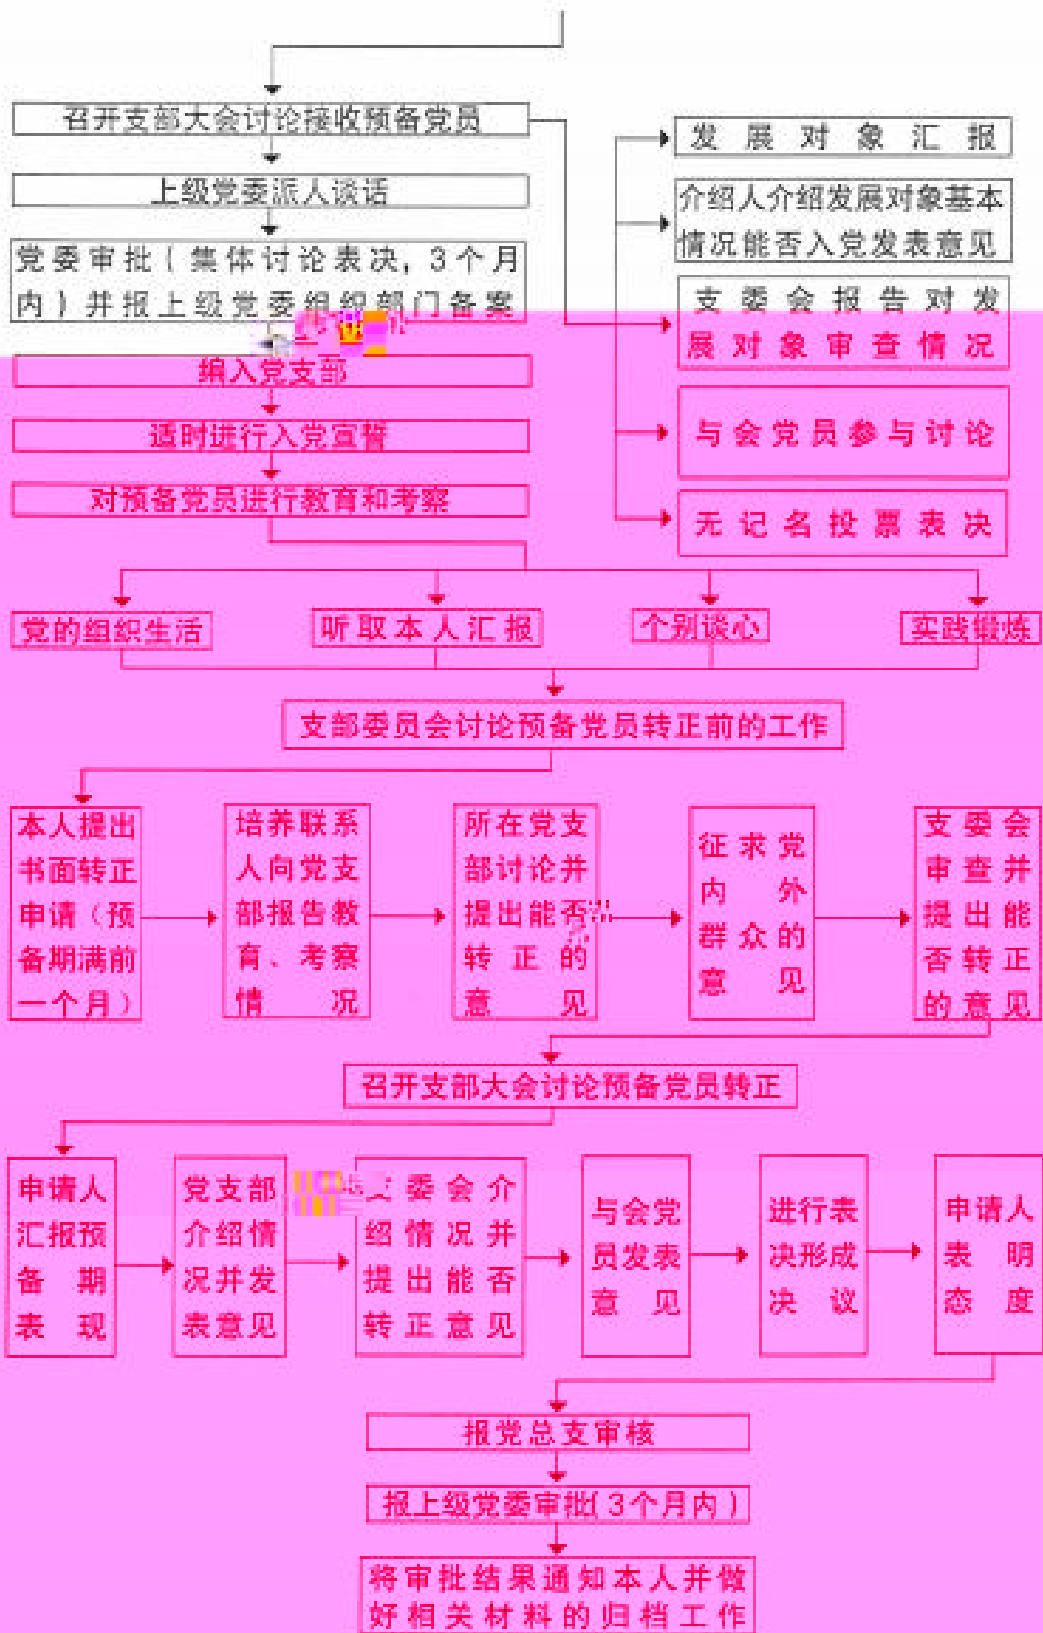 召开支部大会讨论接收预备党员
上级党委派人谈话
党委审批(集体讨论表决,3个月
内)并报上级党委组织部门备案
编入党支部
适时进行入党宣誓
对预备党员进行教育和考察
发展对象汇报
介绍人介绍发展对象基本
情况能否入党发表意见
支委会报告对发
展对象审查情况
与会党员参与讨论
无记名投票表决
党的组织生活
听取本人汇报
个别谈心
实践锻炼
支部委员会讨论预备党员转正前的工作
本人提出
书面转正
申请(预
备期满前
一个月)
培养联系
人向党支
部报告教
育、考察
情况
所在党支
部讨论并
提出能否
转正的
意见
征求党
内外
群众的
意见
支委会
审查并
提出能
否转正
的意见
召开支部大会讨论预备党员转正
申请人
汇报预
备期
表现
党支部
介绍情
况并发
表意见
支委会介
绍情况并
提出能否
转正意见
与会党
员发表
意见
进行表
决形成
决议
申请人
表明
态度
报党总支审核
报上级党委审批(3个月内)
将审批结果通知本人并做
好相关材料的归档工作